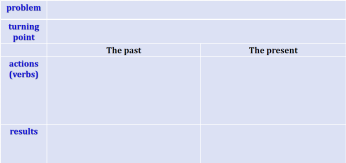 problem
turning
point
The past
The present
actions
(verbs)
results